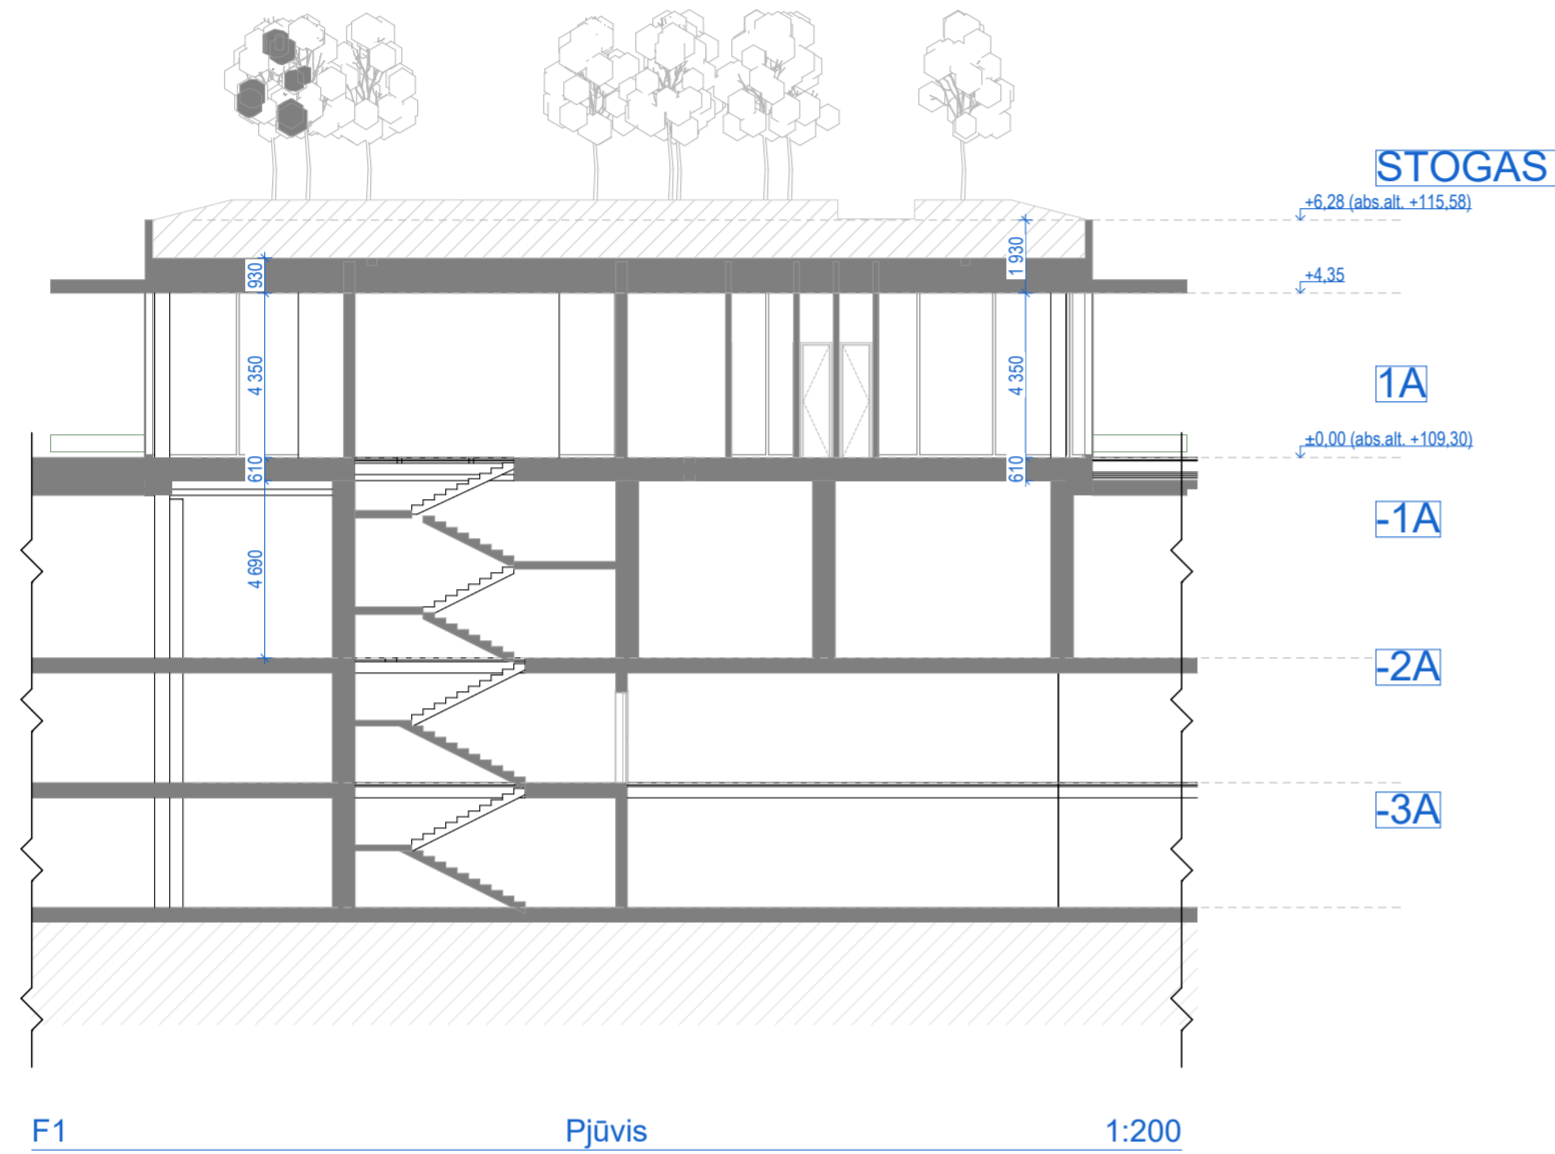 STOGAS
+6,28 (abs.alt. +115,58)
930
1 930
+4,35
4 350
4 350
1A
±0,00 (abs.alt. +109,30)
610
610
-1A
4 690
-2A
-3A
F1 Pjūvis 1:200